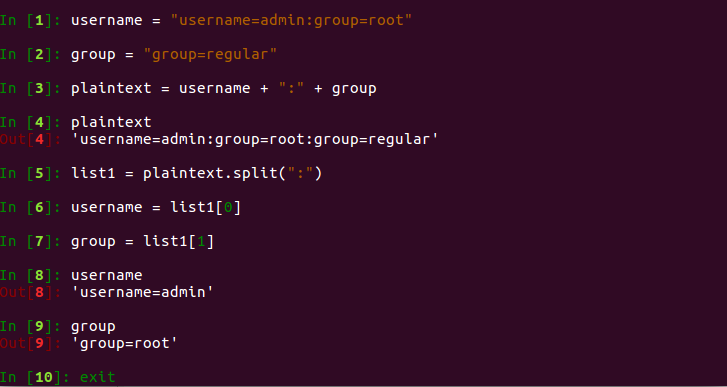 In [1]: username = "username=admin:group=root"
In [2]: group = "group=regular"
In [3]: plaintext = username + ":" + group
In [4]: plaintext
Out[4]: 'username=admin:group=root:group=regular'
In [5]: list1 = plaintext.split(":")
In [6]: username = list1[0]
In [7]: group = list1[1]
In [8]: username
Out[8]: 'username=admin'
In [9]: group
Out[9]: 'group=root'
In [10]: exit